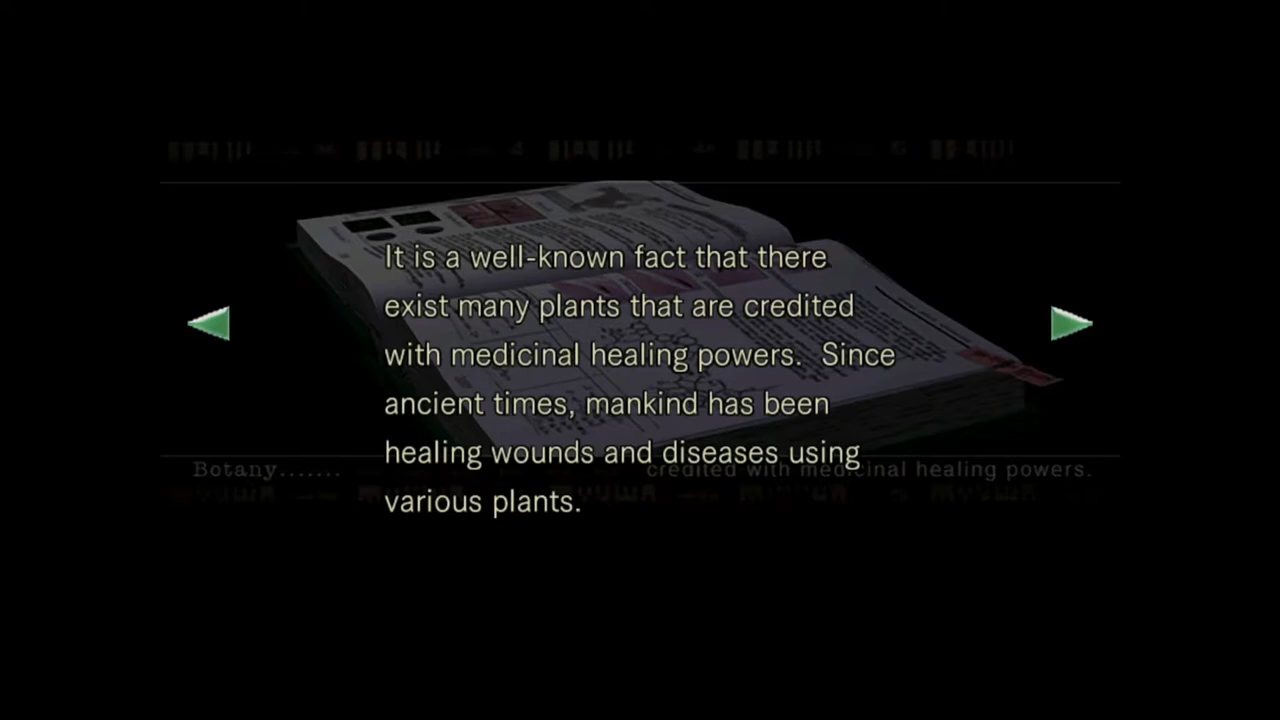 It is a well-known fact that there
exist many plants that are credited
with medicinal healing powers.  Since
ancient times, mankind has been
healing wounds and diseases using
Botany....... credited with medicinal healing powers.
various plants.